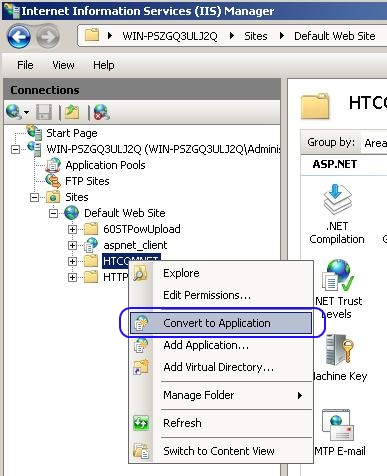 Internet Information Services (IIS) Manager
WIN-PSZGQ3ULJ2Q ▸ Sites ▸ Default Web Site
File View Help
Connections
Start Page
WIN-PSZGQ3ULJ2Q (WIN-PSZGQ3ULJ2Q\Adminis
Application Pools
FTP Sites
Sites
Default Web Site
60STPowUpload
aspnet_client
HTCOMNET
HTTP
Explore
Edit Permissions...
Convert to Application
Add Application...
Add Virtual Directory...
Manage Folder
Refresh
Switch to Content View
HTCOMNET
Group by: Area
ASP.NET
.NET
Compilation
.NET Trust
Levels
Machine Key
SMTP E-mail